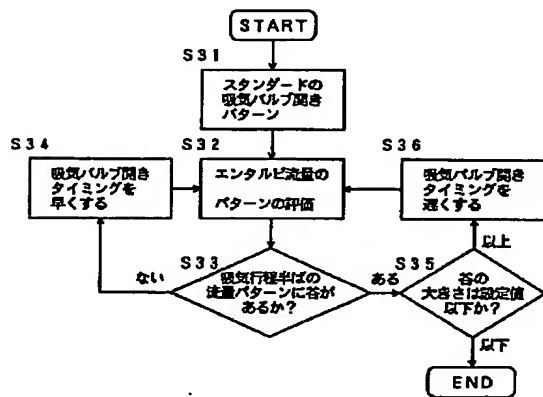 START
S31
スタンダードの
吸気バルブ開き
パターン
S34
S32
S36
吸気バルブ開き
タイミングを
早くする
エンタルピ流量の
パターンの評価
吸気バルブ開き
タイミングを
遅くする
S33
吸気行程半ばの
流量パターンに谷が
あるか?
ない
ある
S35
谷の
大きさは設定値
以下か?
以上
以下
END